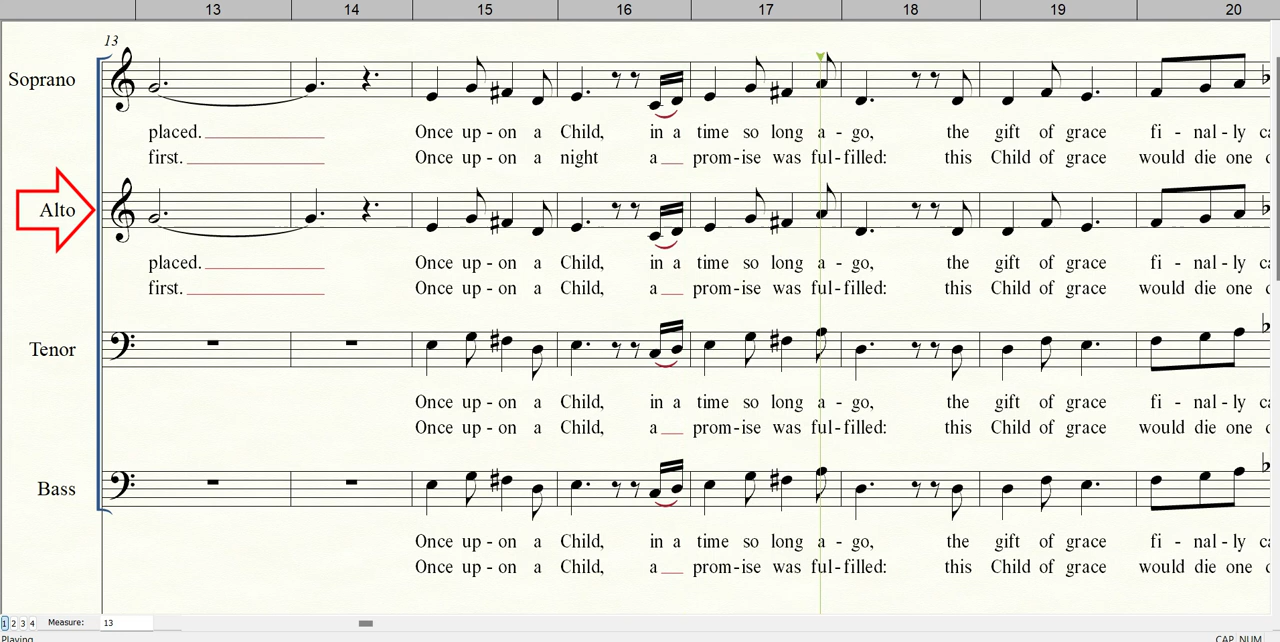 13 14 15 16 17 18 19 20
13
Soprano
placed. Once up - on a Child, in a time so long a - go, the gift of grace fi - nal - ly
first. Once up - on a night a prom - ise was ful - filled: this Child of grace would die one
Alto
placed. Once up - on a Child, in a time so long a - go, the gift of grace fi - nal - ly
first. Once up - on a Child, a prom - ise was ful - filled: this Child of grace would die one
Tenor
Once up - on a Child, in a time so long a - go, the gift of grace fi - nal - ly
Once up - on a Child, a prom - ise was ful - filled: this Child of grace would die one
Bass
Once up - on a Child, in a time so long a - go, the gift of grace fi - nal - ly
Once up - on a Child, a prom - ise was ful - filled: this Child of grace would die one
1 2 3 4 Measure: 13
Playing CAP NUM